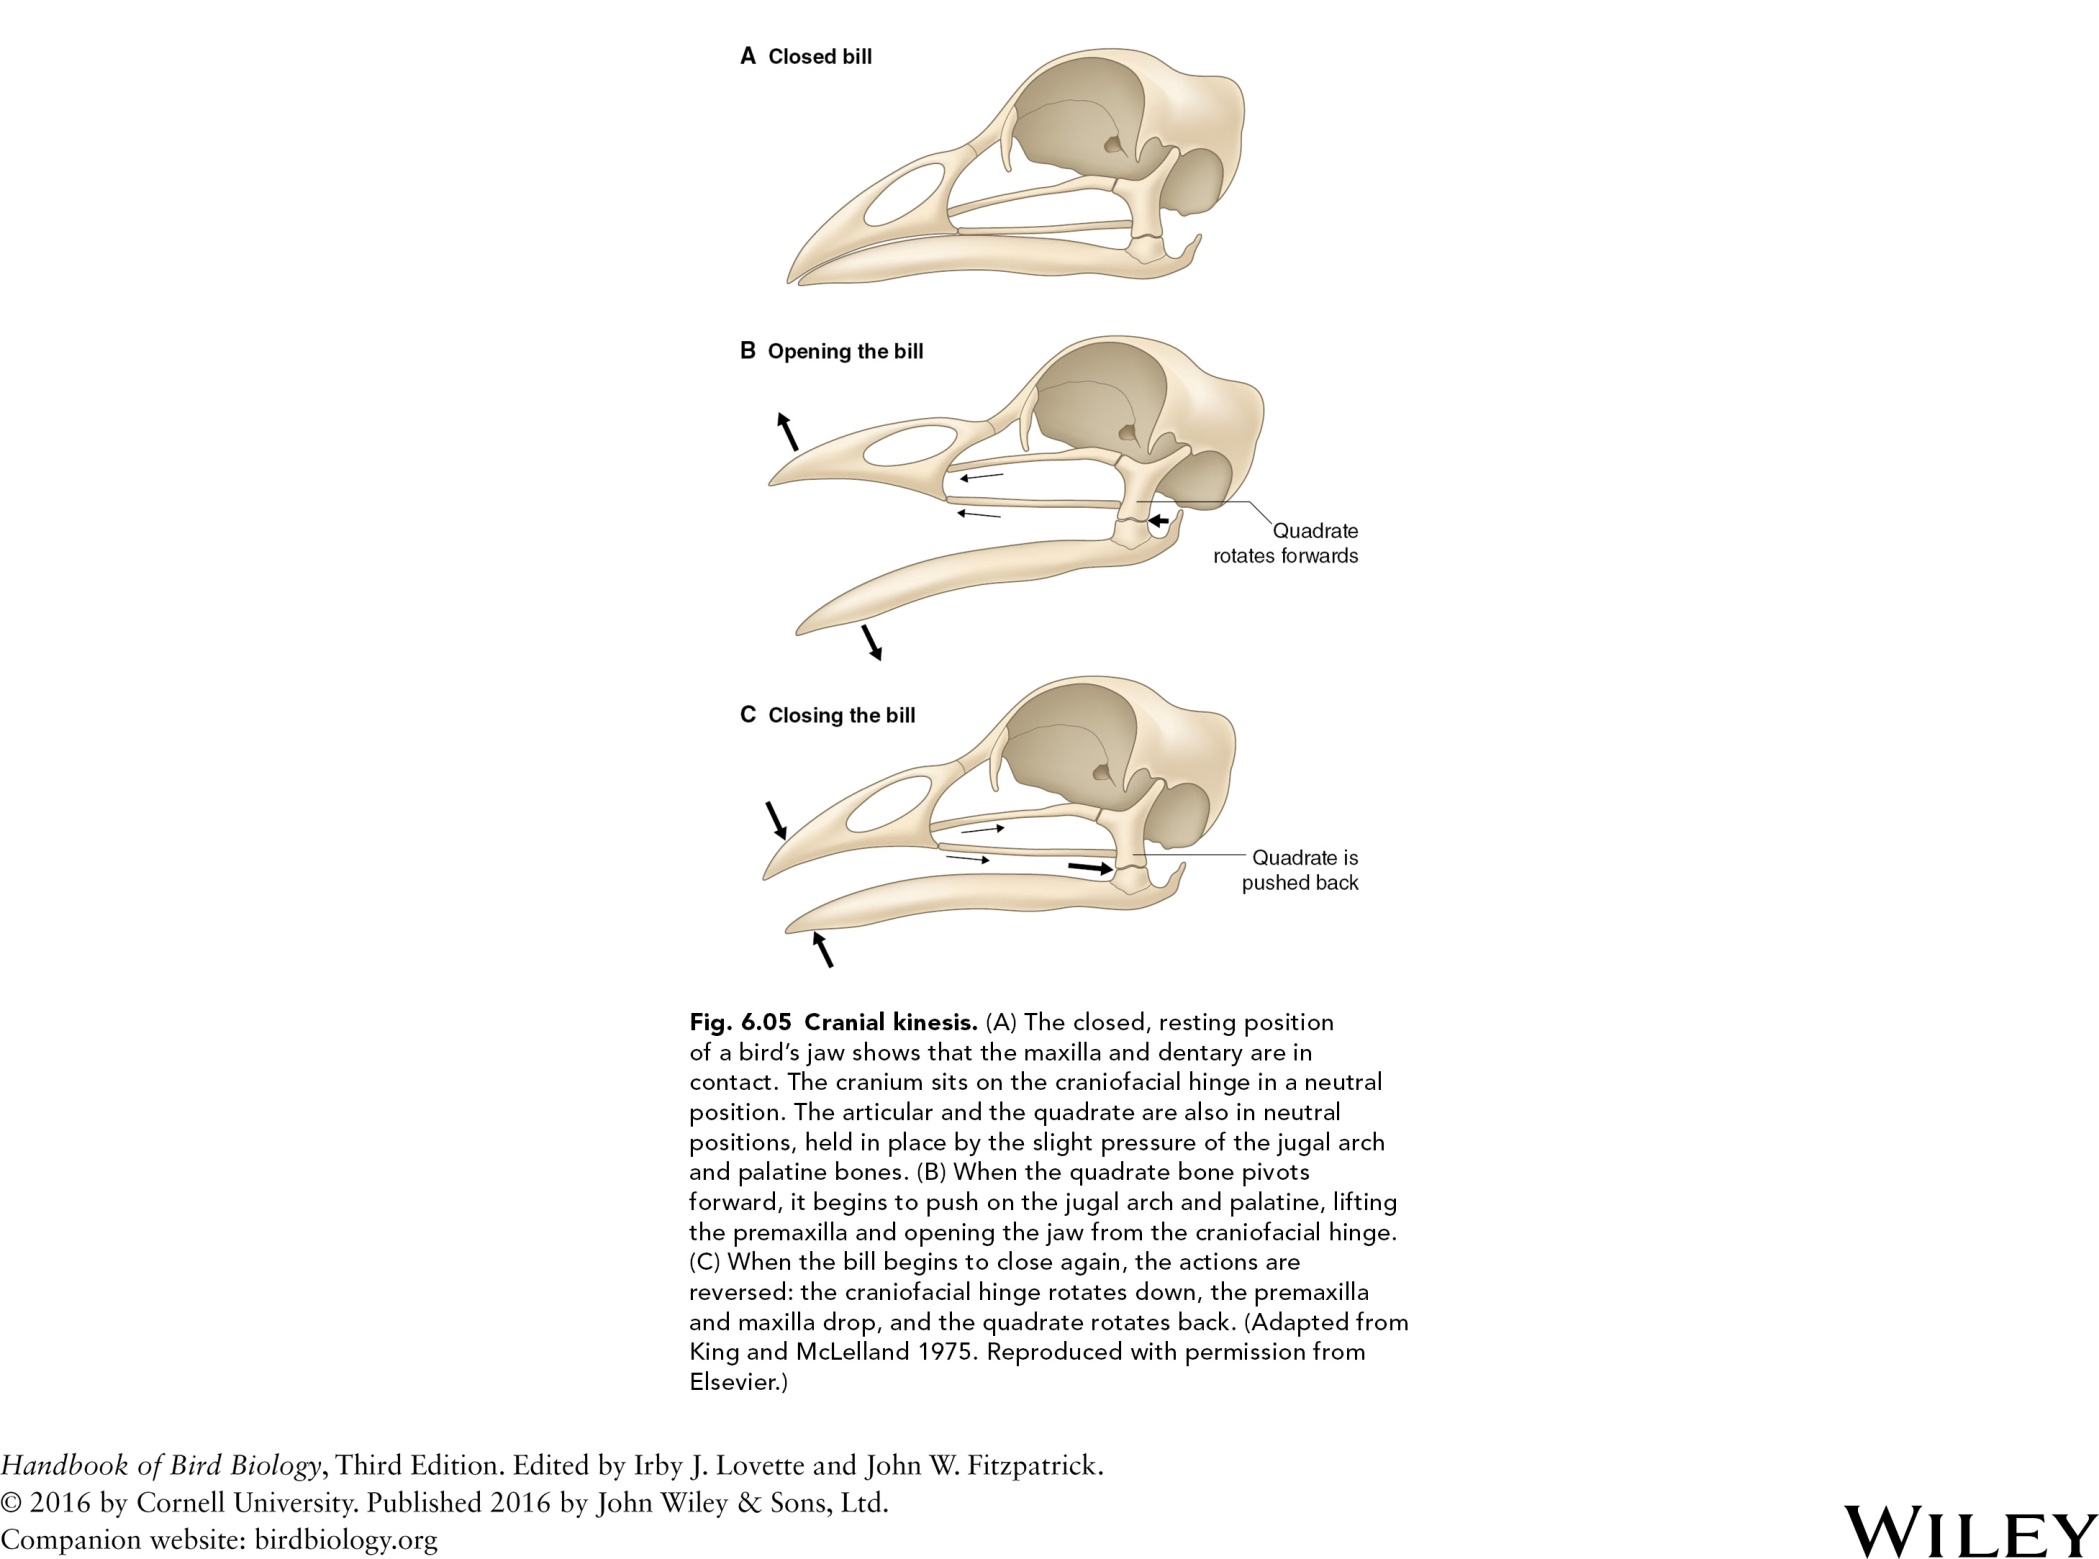 A Closed bill
B Opening the bill
Quadrate
rotates forwards
C Closing the bill
Quadrate is
pushed back
Fig. 6.05 Cranial kinesis. (A) The closed, resting position
of a bird’s jaw shows that the maxilla and dentary are in
contact. The cranium sits on the craniofacial hinge in a neutral
position. The articular and the quadrate are also in neutral
positions, held in place by the slight pressure of the jugal arch
and palatine bones. (B) When the quadrate bone pivots
forward, it begins to push on the jugal arch and palatine, lifting
the premaxilla and opening the jaw from the craniofacial hinge.
(C) When the bill begins to close again, the actions are
reversed: the craniofacial hinge rotates down, the premaxilla
and maxilla drop, and the quadrate rotates back. (Adapted from
King and McLelland 1975. Reproduced with permission from
Elsevier.)
Handbook of Bird Biology, Third Edition. Edited by Irby J. Lovette and John W. Fitzpatrick.
© 2016 by Cornell University. Published 2016 by John Wiley & Sons, Ltd.
Companion website: birdbiology.org
WILEY